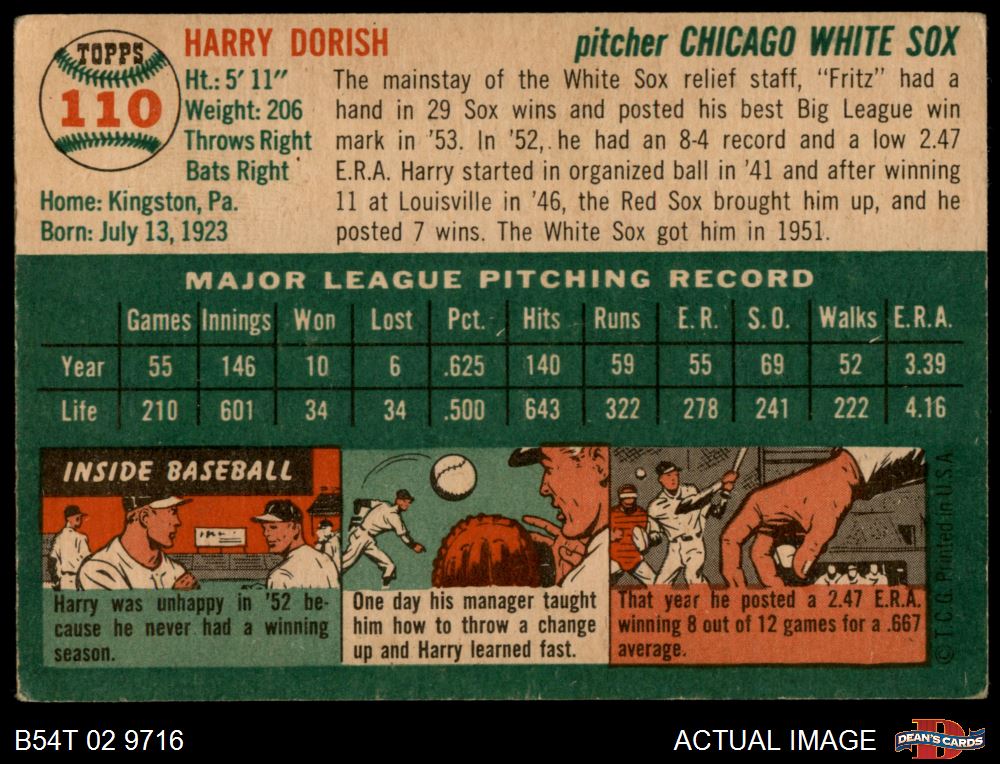 TOPPS
110
HARRY DORISH
pitcher CHICAGO WHITE SOX
Ht.: 5' 11"
Weight: 206
Throws Right
Bats Right
Home: Kingston, Pa.
Born: July 13, 1923
The mainstay of the White Sox relief staff, "Fritz" had a
hand in 29 Sox wins and posted his best Big League win
mark in '53. In '52, he had an 8-4 record and a low 2.47
E.R.A. Harry started in organized ball in '41 and after winning
11 at Louisville in '46, the Red Sox brought him up, and he
posted 7 wins. The White Sox got him in 1951.
MAJOR LEAGUE PITCHING RECORD
Games Innings Won Lost Pct. Hits Runs E.R. S.O. Walks E.R.A.
Year 55 146 10 6 .625 140 59 55 69 52 3.39
Life 210 601 34 34 .500 643 322 278 241 222 4.16
INSIDE BASEBALL
Harry was unhappy in '52 be-
cause he never had a winning
season.
One day his manager taught
him how to throw a change
up and Harry learned fast.
That year he posted a 2.47 E.R.A.
winning 8 out of 12 games for a .667
average.
© T.C.G. Printed in U.S.A.
B54T 02 9716
ACTUAL IMAGE
DEAN'S CARDS